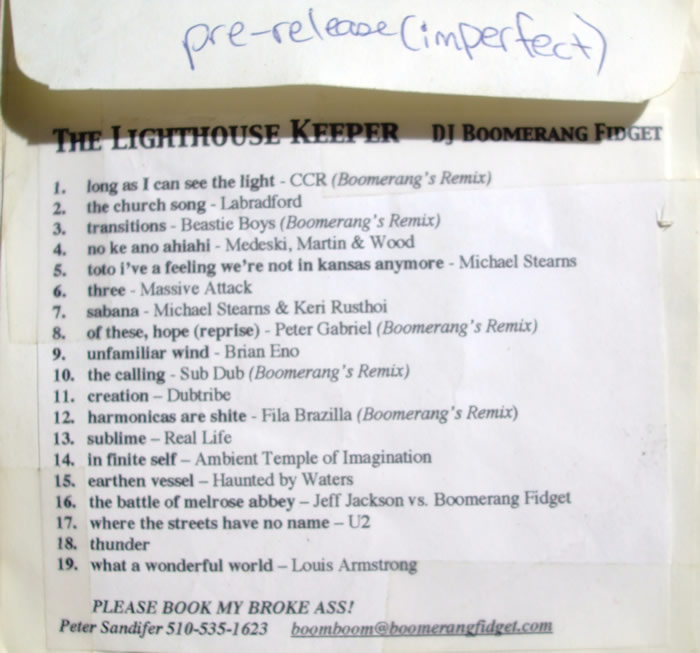 pre-release (imperfect)
THE LIGHTHOUSE KEEPER DJ BOOMERANG FIDGET
1. long as I can see the light - CCR (Boomerang's Remix)
2. the church song - Labradford
3. transitions - Beastie Boys (Boomerang's Remix)
4. no ke ano ahiahi - Medeski, Martin & Wood
5. toto i've a feeling we're not in kansas anymore - Michael Stearns
6. three - Massive Attack
7. sabana - Michael Stearns & Keri Rusthoi
8. of these, hope (reprise) - Peter Gabriel (Boomerang's Remix)
9. unfamiliar wind - Brian Eno
10. the calling - Sub Dub (Boomerang's Remix)
11. creation – Dubtribe
12. harmonicas are shite - Fila Brazilla (Boomerang's Remix)
13. sublime – Real Life
14. in finite self – Ambient Temple of Imagination
15. earthen vessel – Haunted by Waters
16. the battle of melrose abbey – Jeff Jackson vs. Boomerang Fidget
17. where the streets have no name – U2
18. thunder
19. what a wonderful world – Louis Armstrong
PLEASE BOOK MY BROKE ASS!
Peter Sandifer 510-535-1623 boomboom@boomerangfidget.com